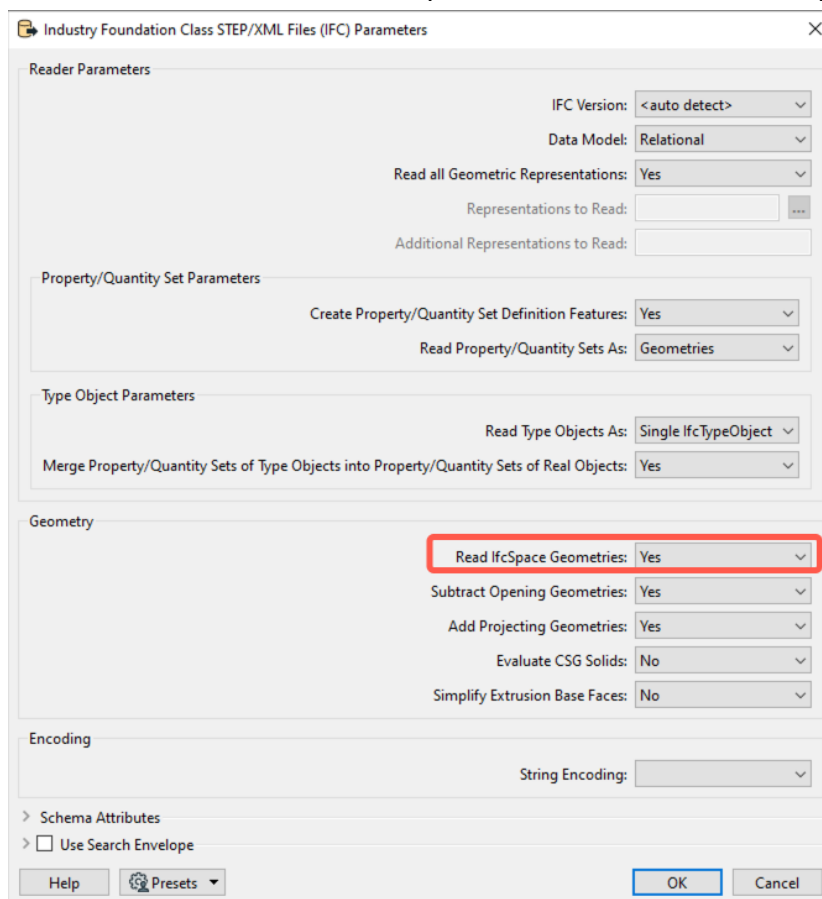 Industry Foundation Class STEP/XML Files (IFC) Parameters
Reader Parameters
IFC Version: <auto detect>
Data Model: Relational
Read all Geometric Representations: Yes
Representations to Read: ...
Additional Representations to Read:
Property/Quantity Set Parameters
Create Property/Quantity Set Definition Features: Yes
Read Property/Quantity Sets As: Geometries
Type Object Parameters
Read Type Objects As: Single IfcTypeObject
Merge Property/Quantity Sets of Type Objects into Property/Quantity Sets of Real Objects: Yes
Geometry
Read IfcSpace Geometries: Yes
Subtract Opening Geometries: Yes
Add Projecting Geometries: Yes
Evaluate CSG Solids: No
Simplify Extrusion Base Faces: No
Encoding
String Encoding:
Schema Attributes
Use Search Envelope
Help Presets OK Cancel